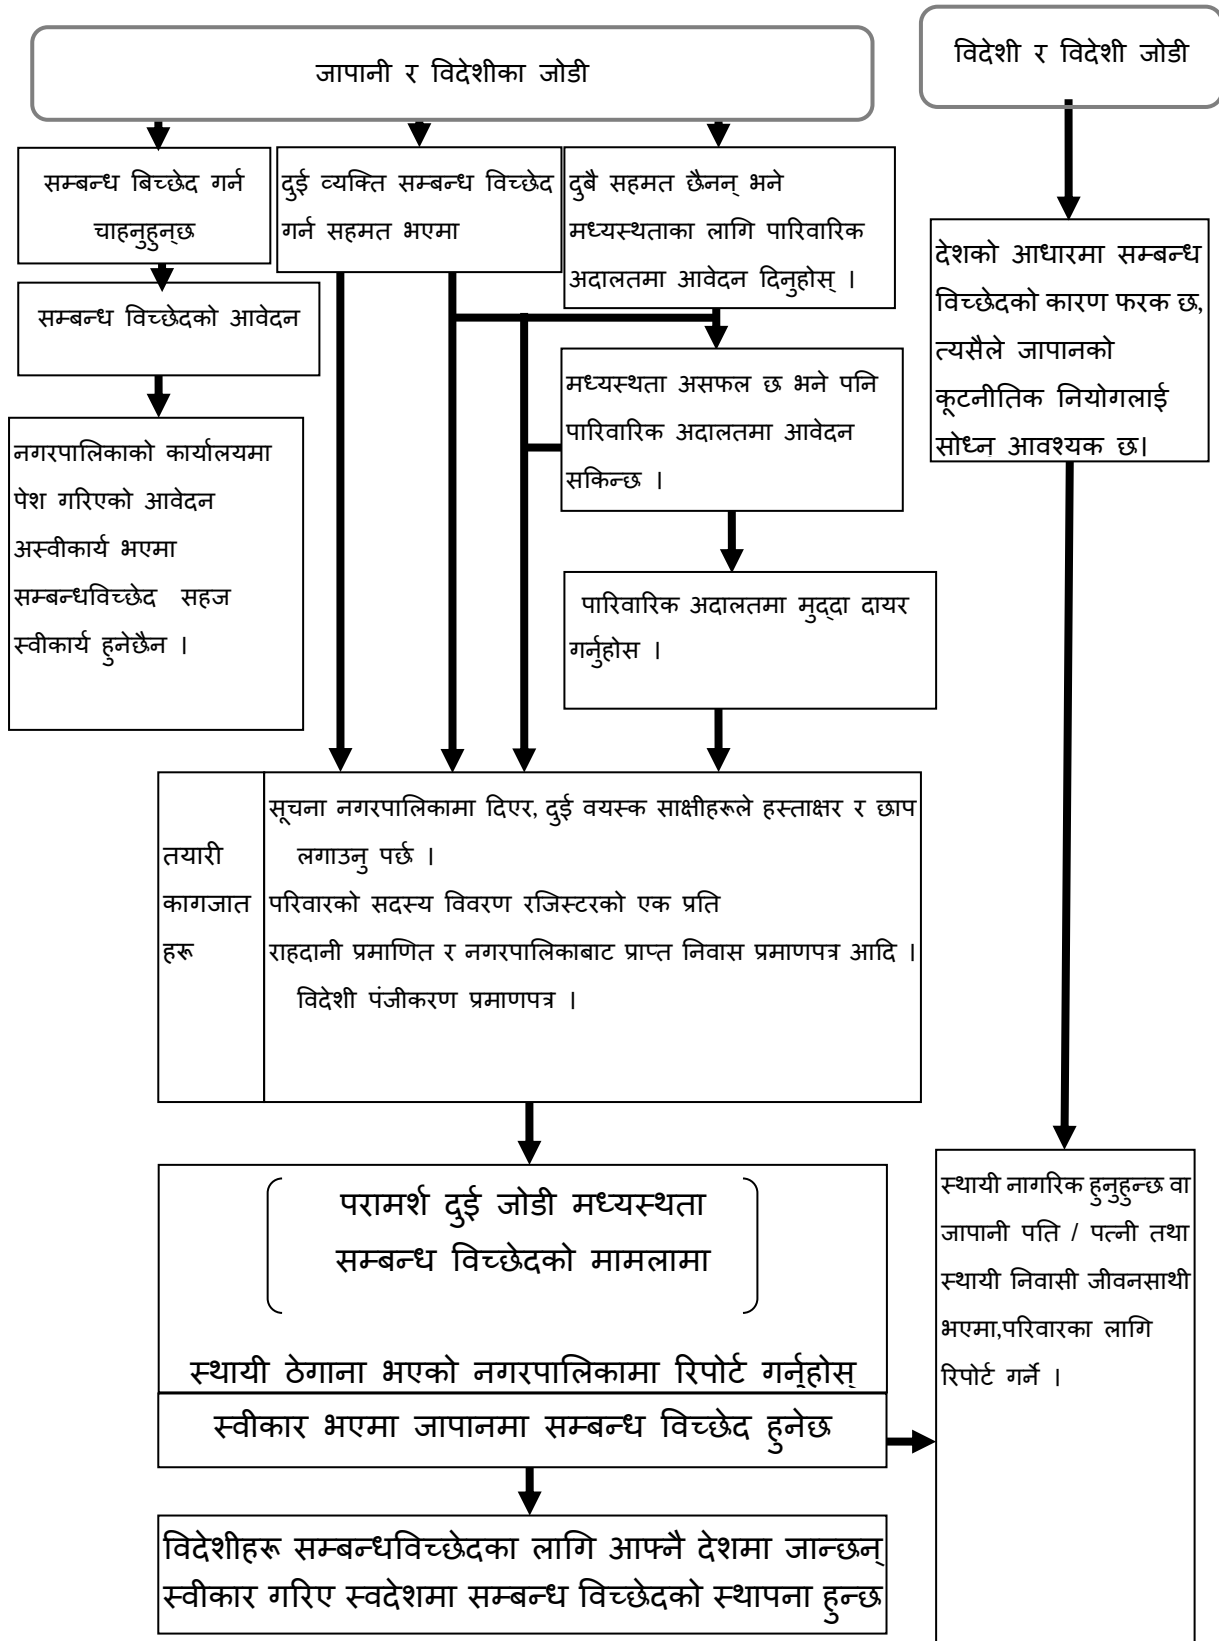 जापानी र विदेशीका जोडी
विदेशी र विदेशी जोडी
सम्बन्ध बिच्छेद गर्न
चाहनुहुन्छ
दुई व्यक्ति सम्बन्ध विच्छेद
गर्न सहमत भएमा
दुबै सहमत छैनन् भने
मध्यस्थताका लागि पारिवारिक
अदालतमा आवेदन दिनुहोस् ।
देशको आधारमा सम्बन्ध
विच्छेदको कारण फरक छ,
त्यसैले जापानको
कूटनीतिक नियोगलाई
सोध्न आवश्यक छ।
सम्बन्ध विच्छेदको आवेदन
मध्यस्थता असफल छ भने पनि
पारिवारिक अदालतमा आवेदन
सकिन्छ ।
नगरपालिकाको कार्यालयमा
पेश गरिएको आवेदन
अस्वीकार्य भएमा
सम्बन्धविच्छेद सहज
स्वीकार्य हुनेछैन ।
पारिवारिक अदालतमा मुद्दा दायर
गर्नुहोस ।
तयारी
कागजात
हरू
सूचना नगरपालिकामा दिएर, दुई वयस्क साक्षीहरूले हस्ताक्षर र छाप
लगाउनु पर्छ ।
परिवारको सदस्य विवरण रजिस्टरको एक प्रति
राहदानी प्रमाणित र नगरपालिकाबाट प्राप्त निवास प्रमाणपत्र आदि ।
विदेशी पंजीकरण प्रमाणपत्र ।
परामर्श दुई जोडी मध्यस्थता
सम्बन्ध विच्छेदको मामलामा
स्थायी ठेगाना भएको नगरपालिकामा रिपोर्ट गर्नुहोस्
स्वीकार भएमा जापानमा सम्बन्ध विच्छेद हुनेछ
स्थायी नागरिक हुनुहुन्छ वा
जापानी पति / पत्नी तथा
स्थायी निवासी जीवनसाथी
भएमा,परिवारका लागि
रिपोर्ट गर्ने ।
विदेशीहरू सम्बन्धविच्छेदका लागि आफ्नै देशमा जान्छन्
स्वीकार गरिए स्वदेशमा सम्बन्ध विच्छेदको स्थापना हुन्छ